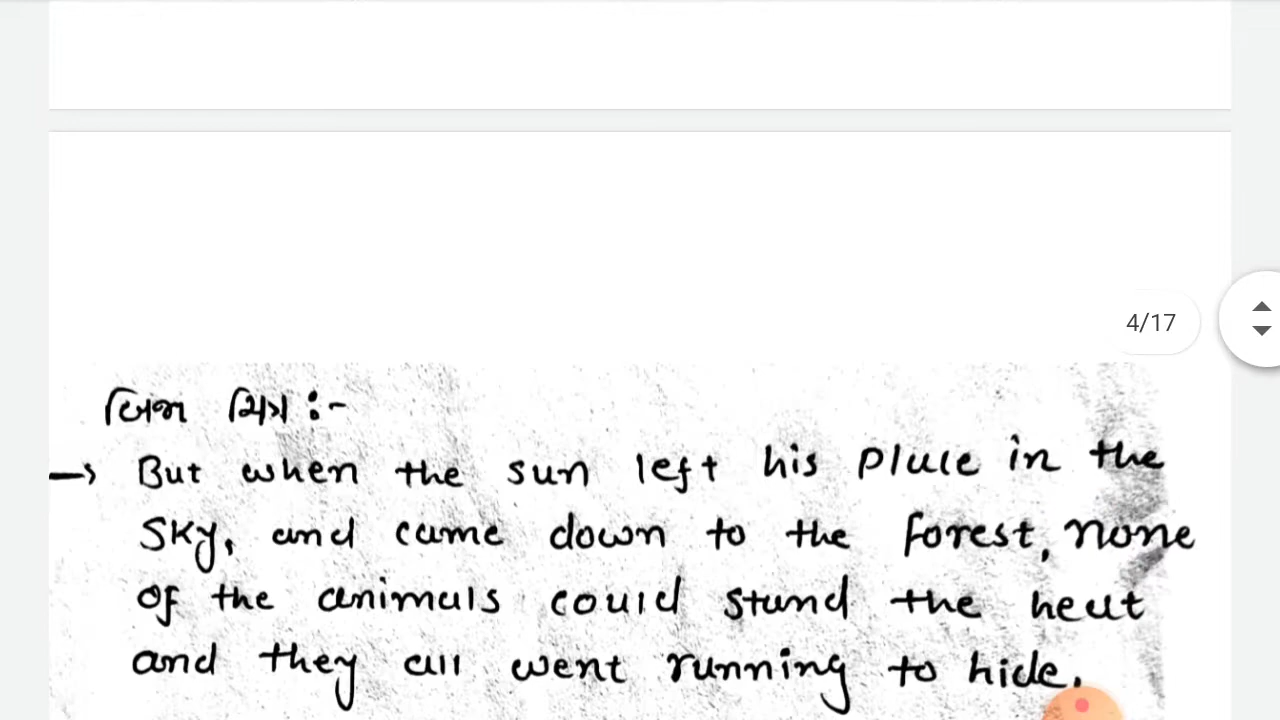 4/17
→ But when the sun left his place in the
sky, and came down to the forest, none
of the animals could stand the heat
and they all went running to hide.